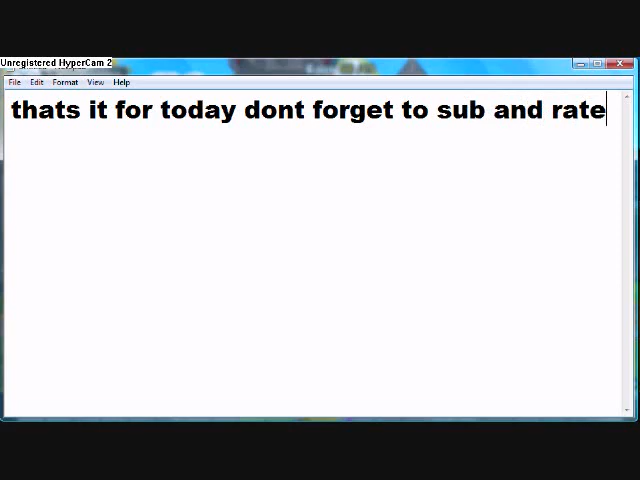 Unregistered HyperCam 2
File Edit Format View Help
thats it for today dont forget to sub and rate